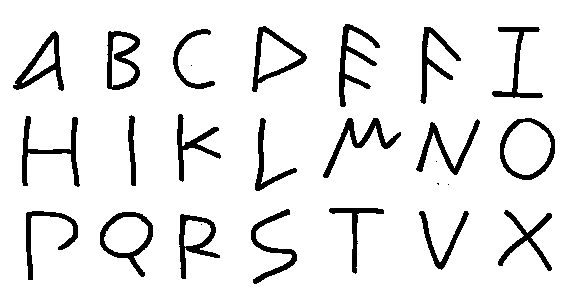 A B C D E F Z
H I K L M N O
P Q R S T V X